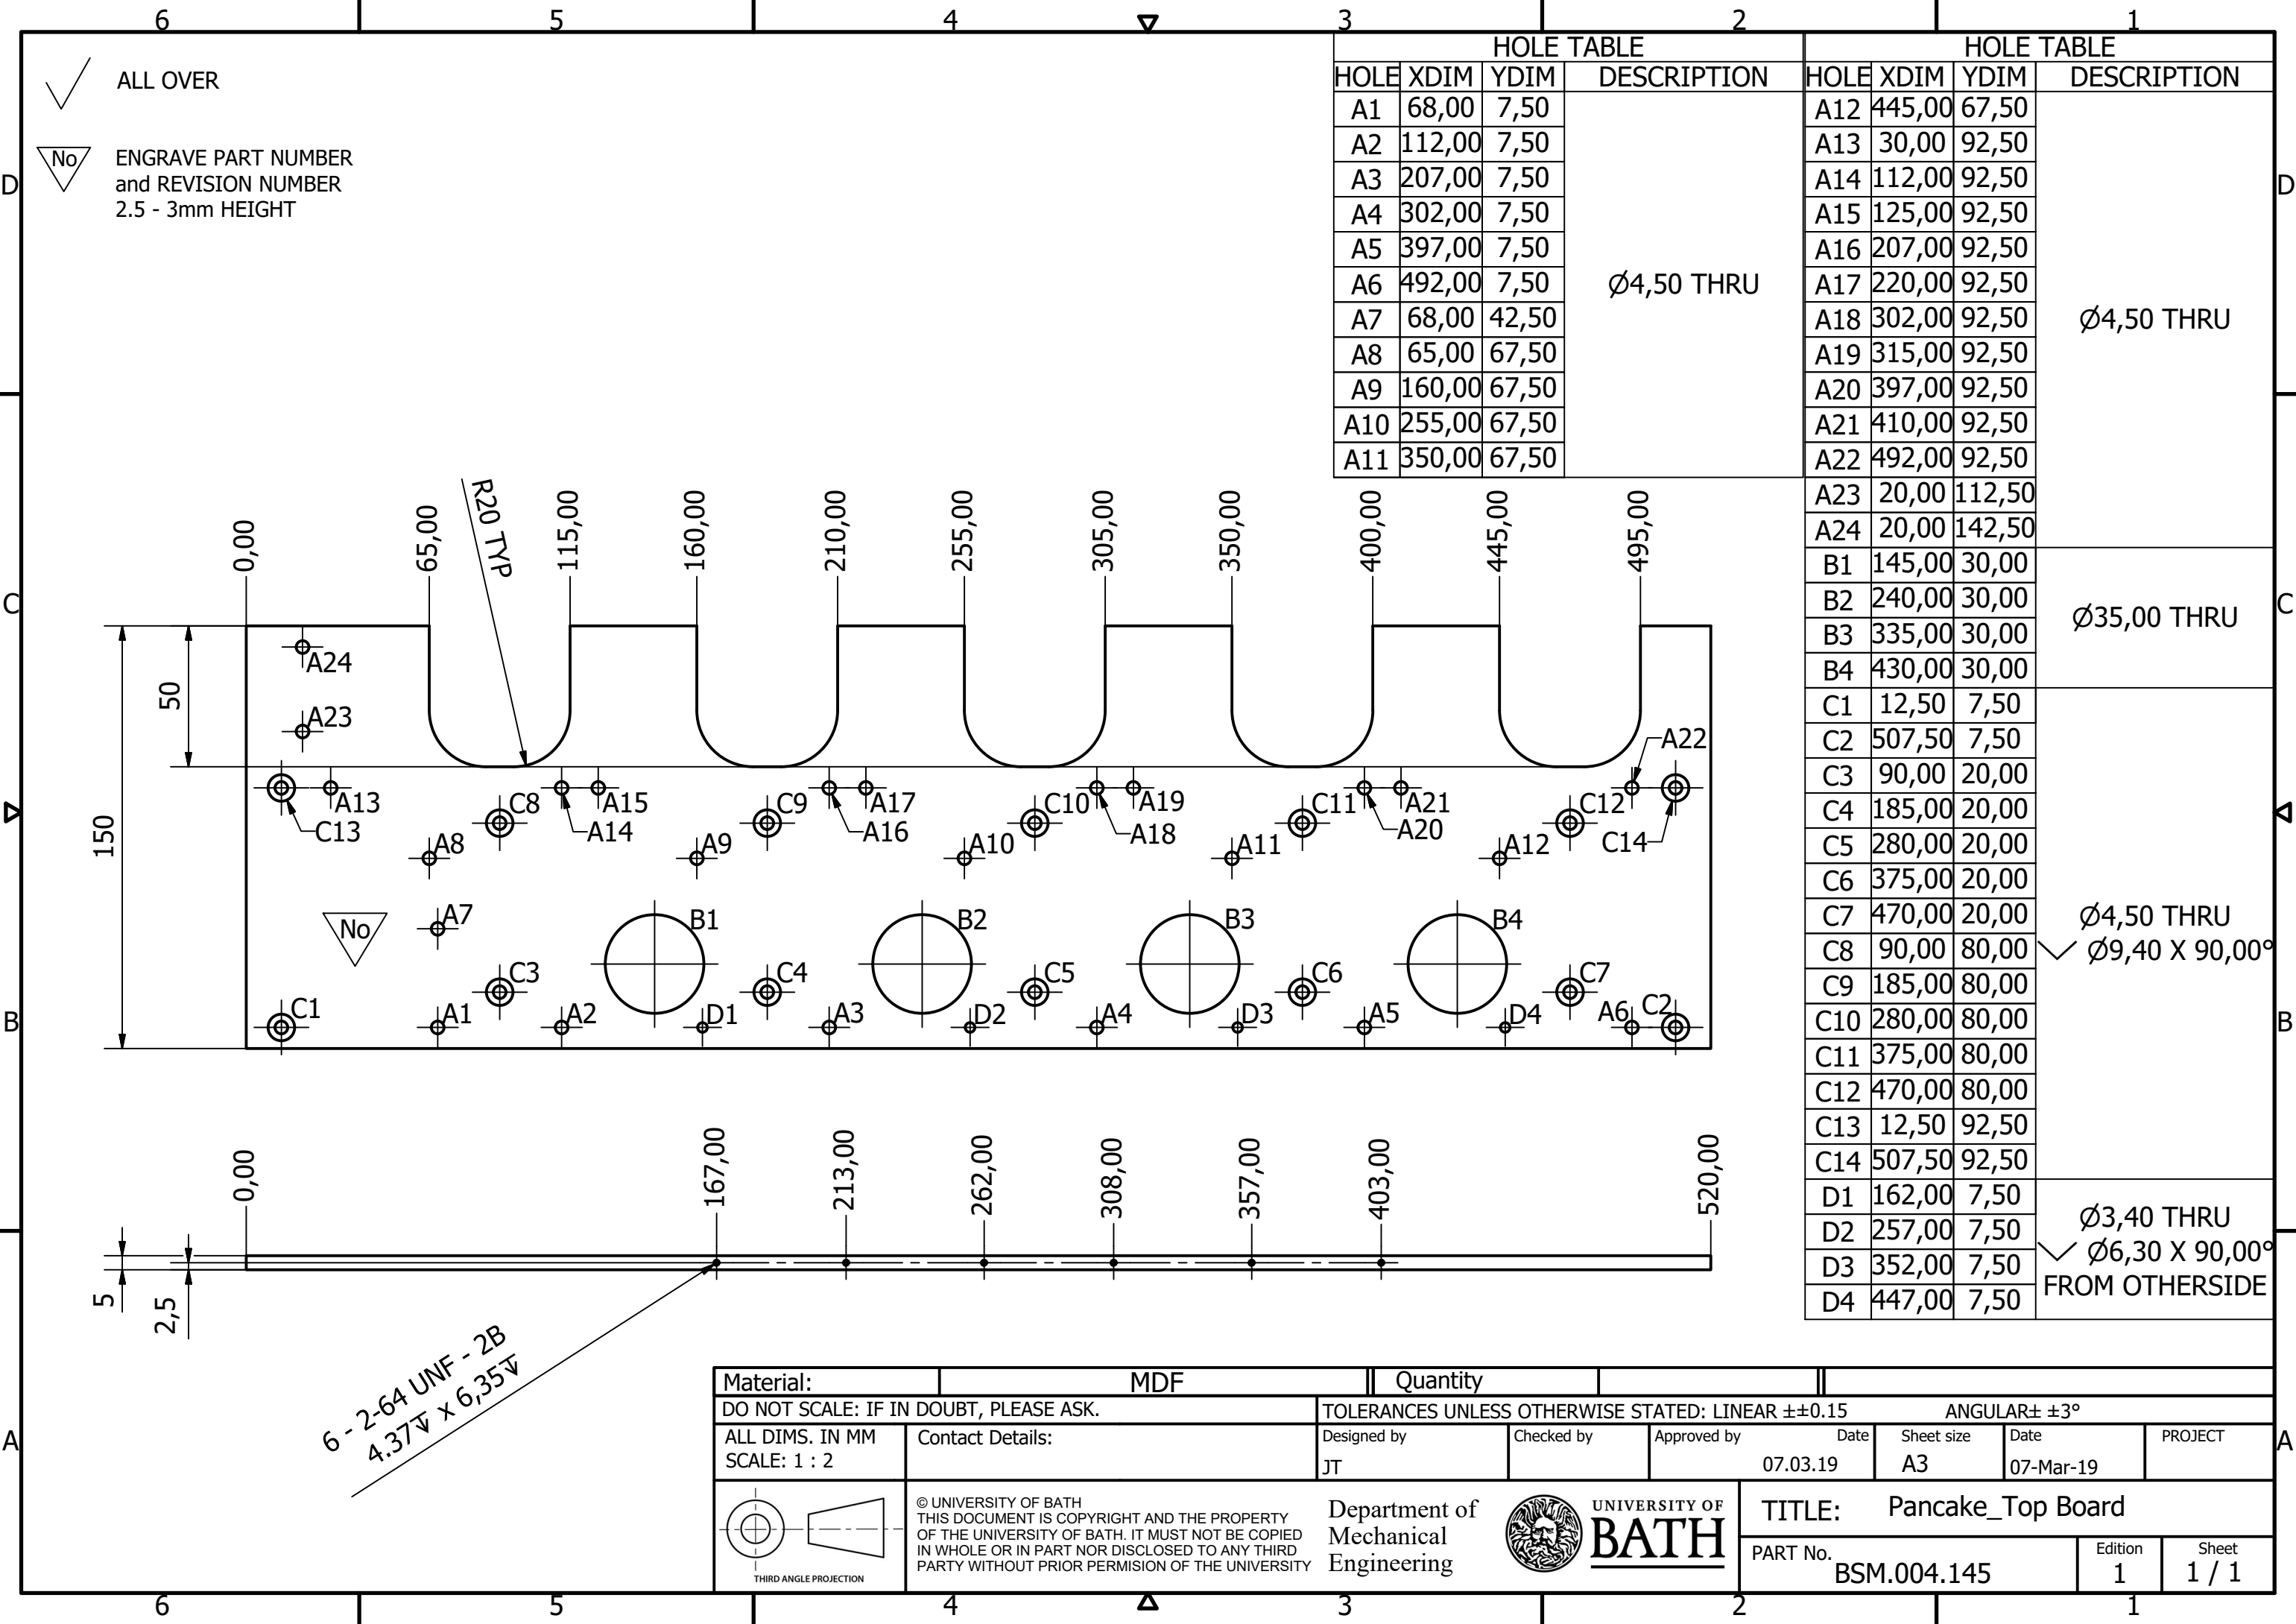 6 5 4 3 2 1
D
C
B
A
ALL OVER
No
ENGRAVE PART NUMBER
and REVISION NUMBER
2.5 - 3mm HEIGHT
HOLE TABLE
HOLE XDIM YDIM DESCRIPTION
A1 68,00 7,50
A2 112,00 7,50
A3 207,00 7,50
A4 302,00 7,50
A5 397,00 7,50
A6 492,00 7,50 Ø4,50 THRU
A7 68,00 42,50
A8 65,00 67,50
A9 160,00 67,50
A10 255,00 67,50
A11 350,00 67,50
HOLE TABLE
HOLE XDIM YDIM DESCRIPTION
A12 445,00 67,50
A13 30,00 92,50
A14 112,00 92,50
A15 125,00 92,50
A16 207,00 92,50
A17 220,00 92,50
A18 302,00 92,50 Ø4,50 THRU
A19 315,00 92,50
A20 397,00 92,50
A21 410,00 92,50
A22 492,00 92,50
A23 20,00 112,50
A24 20,00 142,50
B1 145,00 30,00
B2 240,00 30,00 Ø35,00 THRU
B3 335,00 30,00
B4 430,00 30,00
C1 12,50 7,50
C2 507,50 7,50
C3 90,00 20,00
C4 185,00 20,00
C5 280,00 20,00
C6 375,00 20,00
C7 470,00 20,00 Ø4,50 THRU
C8 90,00 80,00 ⌵ Ø9,40 X 90,00°
C9 185,00 80,00
C10 280,00 80,00
C11 375,00 80,00
C12 470,00 80,00
C13 12,50 92,50
C14 507,50 92,50
D1 162,00 7,50 Ø3,40 THRU
D2 257,00 7,50 ⌵ Ø6,30 X 90,00°
D3 352,00 7,50 FROM OTHERSIDE
D4 447,00 7,50
0,00 65,00 R20 TYP 115,00 160,00 210,00 255,00 305,00 350,00 400,00 445,00 495,00
150
50
A24
A23
A22
A13 C8 A15 C9 A17 C10 A19 C11 A21 C12
C13 A14 A16 A18 A20 C14
A8 A9 A10 A11 A12
A7 B1 B2 B3 B4
No
C3 C4 C5 C6 C7
C1 A1 A2 D1 A3 D2 A4 D3 A5 D4 A6 C2
0,00 167,00 213,00 262,00 308,00 357,00 403,00 520,00
5
2,5
6 - 2-64 UNF - 2B
4.37↧ x 6,35↧
Material: MDF Quantity
DO NOT SCALE: IF IN DOUBT, PLEASE ASK. TOLERANCES UNLESS OTHERWISE STATED: LINEAR ±±0.15 ANGULAR± ±3°
ALL DIMS. IN MM
SCALE: 1 : 2
Contact Details:
Designed by
JT
Checked by
Approved by Date
07.03.19
Sheet size
A3
Date
07-Mar-19
PROJECT
THIRD ANGLE PROJECTION
© UNIVERSITY OF BATH
THIS DOCUMENT IS COPYRIGHT AND THE PROPERTY
OF THE UNIVERSITY OF BATH. IT MUST NOT BE COPIED
IN WHOLE OR IN PART NOR DISCLOSED TO ANY THIRD
PARTY WITHOUT PRIOR PERMISION OF THE UNIVERSITY
Department of
Mechanical
Engineering
UNIVERSITY OF
BATH
TITLE: Pancake_Top Board
PART No.
BSM.004.145
Edition
1
Sheet
1 / 1
D
C
B
A
6 5 4 3 2 1